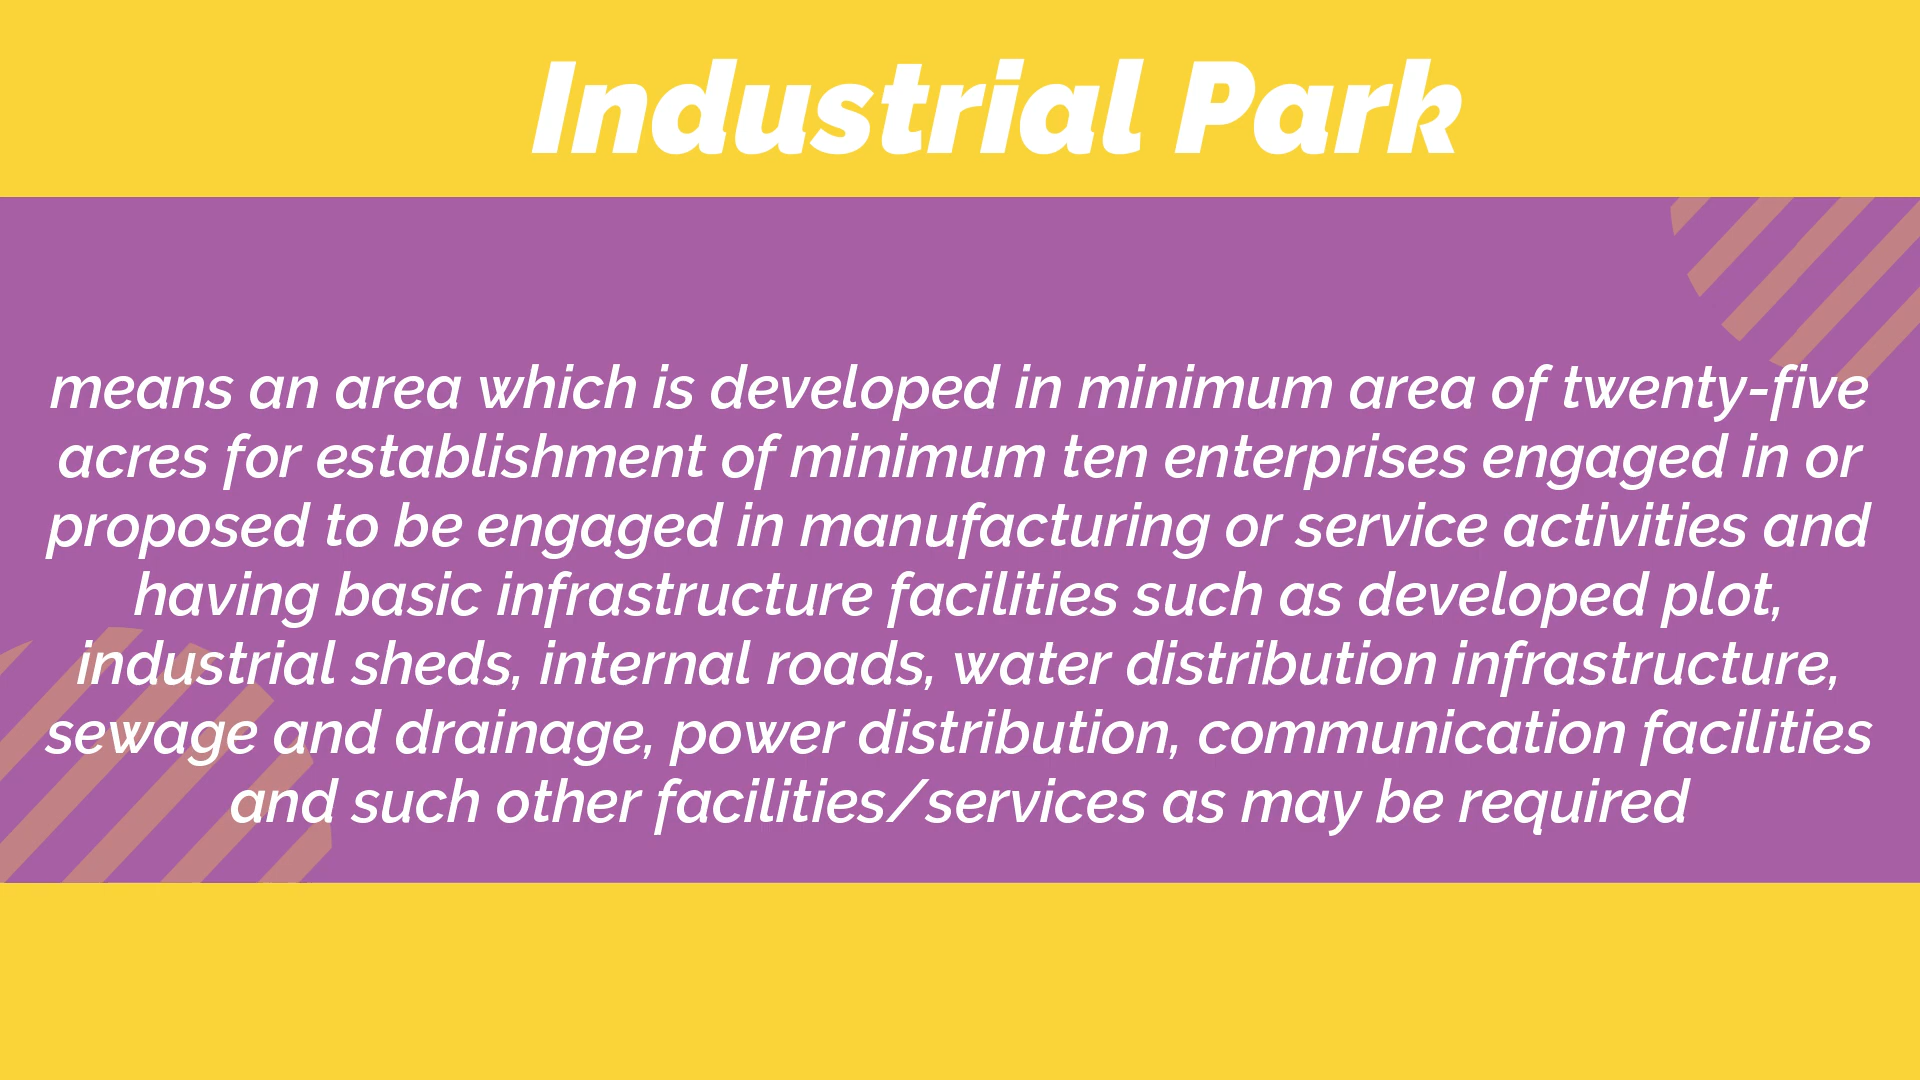 Industrial Park
means an area which is developed in minimum area of twenty-five
acres for establishment of minimum ten enterprises engaged in or
proposed to be engaged in manufacturing or service activities and
having basic infrastructure facilities such as developed plot,
industrial sheds, internal roads, water distribution infrastructure,
sewage and drainage, power distribution, communication facilities
and such other facilities/services as may be required